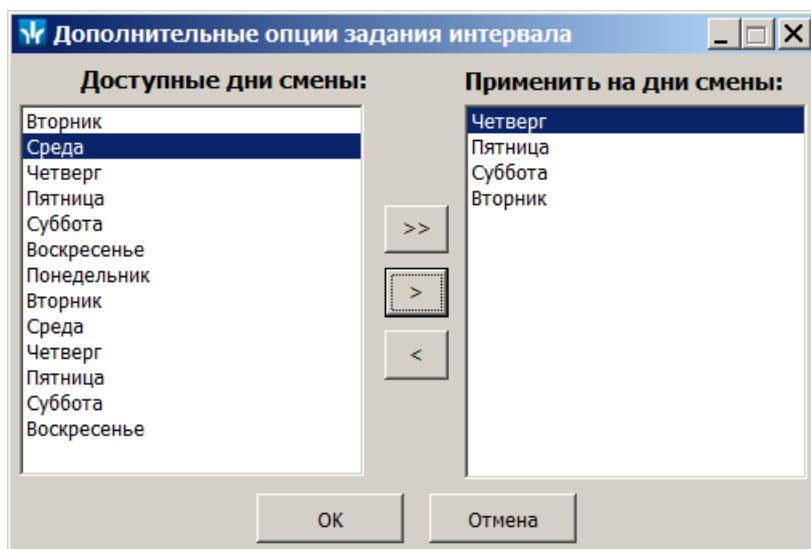 Дополнительные опции задания интервала
Доступные дни смены:
Вторник
Среда
Четверг
Пятница
Суббота
Воскресенье
Понедельник
Вторник
Среда
Четверг
Пятница
Суббота
Воскресенье
>>
>
<
Применить на дни смены:
Четверг
Пятница
Суббота
Вторник
OK
Отмена